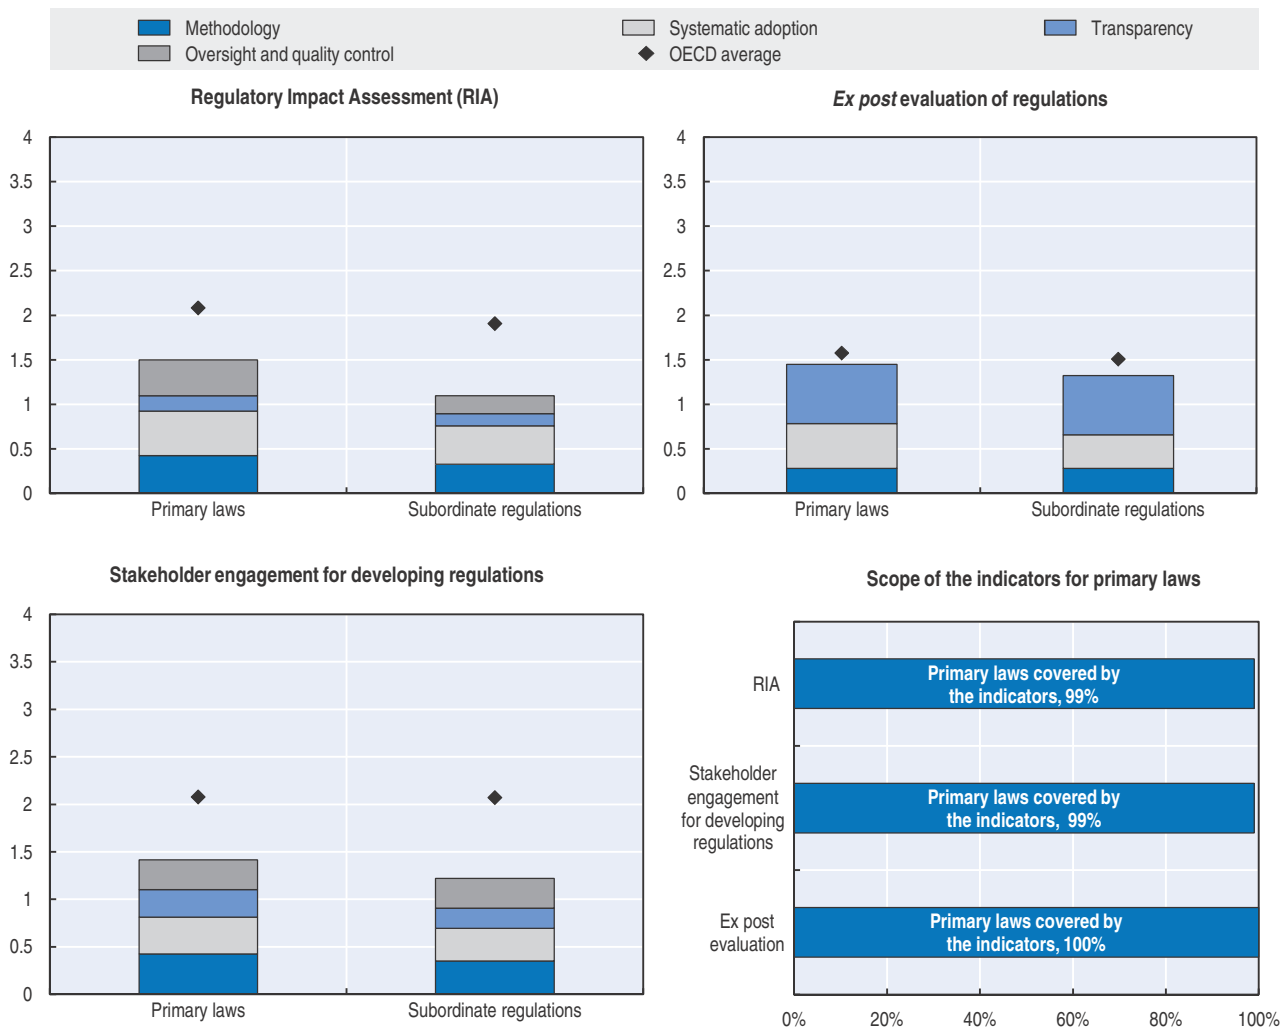 Methodology
Systematic adoption
Transparency
Oversight and quality control
OECD average
Regulatory Impact Assessment (RIA)
4
3.5
3
2.5
2
1.5
1
0.5
0
Primary laws
Subordinate regulations
Ex post evaluation of regulations
4
3.5
3
2.5
2
1.5
1
0.5
0
Primary laws
Subordinate regulations
Stakeholder engagement for developing regulations
4
3.5
3
2.5
2
1.5
1
0.5
0
Primary laws
Subordinate regulations
Scope of the indicators for primary laws
RIA
Primary laws covered by
the indicators, 99%
Stakeholder
engagement
for developing
regulations
Primary laws covered by
the indicators, 99%
Ex post
evaluation
Primary laws covered by
the indicators, 100%
0%
20%
40%
60%
80%
100%